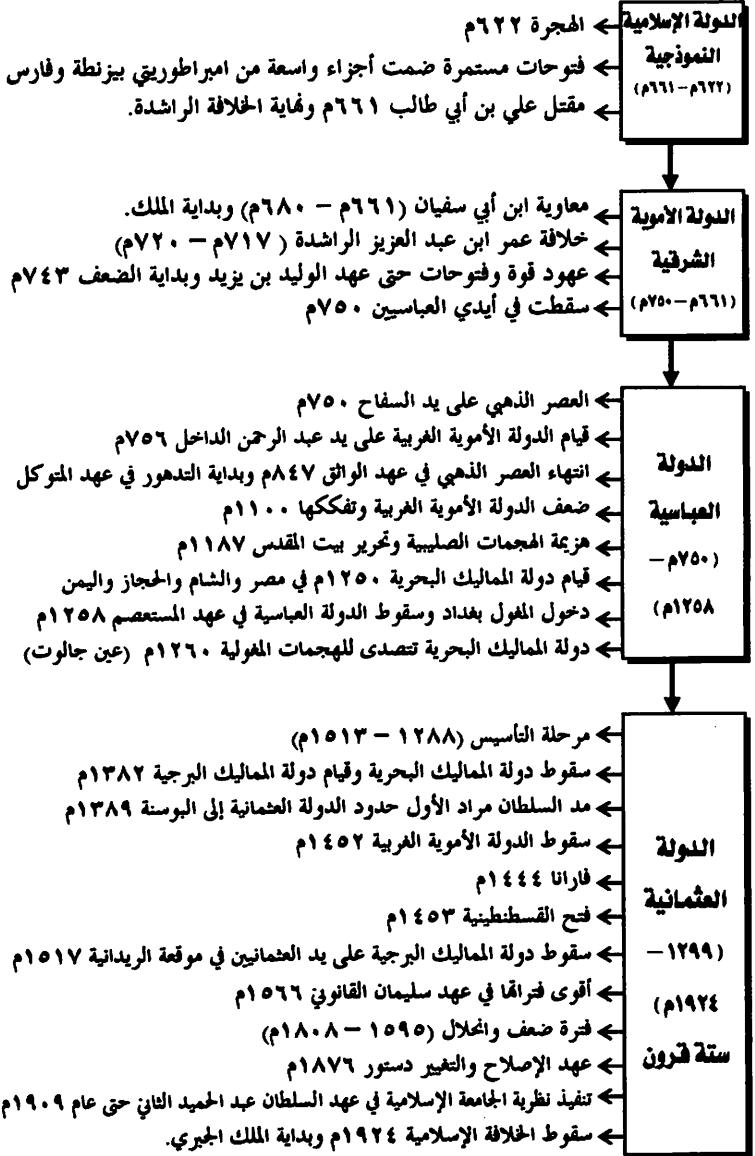 الدولة الإسلامية
النموذجية
(٦٢٢م–٦٦١م)
الهجرة ٦٢٢م
فتوحات مستمرة ضمت أجزاء واسعة من امبراطوريتي بيزنطة وفارس
مقتل علي بن أبي طالب ٦٦١م ونهاية الخلافة الراشدة.
الدولة الأموية
الشرقية
(٦٦١م–٧٥٠م)
معاوية ابن أبي سفيان (٦٦١م – ٦٨٠م) وبداية الملك.
خلافة عمر ابن عبد العزيز الراشدة (٧١٧م – ٧٢٠م)
عهود قوة وفتوحات حتى عهد الوليد بن يزيد وبداية الضعف ٧٤٣م
سقطت في أيدي العباسيين ٧٥٠م
الدولة
العباسية
(٧٥٠م –
١٢٥٨م)
العصر الذهبي على يد السفاح ٧٥٠م
قيام الدولة الأموية الغربية على يد عبد الرحمن الداخل ٧٥٦م
انتهاء العصر الذهبي في عهد الواثق ٨٤٧م وبداية التدهور في عهد المتوكل
ضعف الدولة الأموية الغربية وتفككها ١١٠٠م
هزيمة الهجمات الصليبية وتحرير بيت المقدس ١١٨٧م
قيام دولة المماليك البحرية ١٢٥٠م في مصر والشام والحجاز واليمن
دخول المغول بغداد وسقوط الدولة العباسية في عهد المستعصم ١٢٥٨م
دولة المماليك البحرية تتصدى للهجمات المغولية ١٢٦٠م (عين جالوت)
الدولة
العثمانية
(١٢٩٩ –
١٩٢٤م)
ستة قرون
مرحلة التأسيس (١٢٨٨ – ١٥١٣م)
سقوط دولة المماليك البحرية وقيام دولة المماليك البرجية ١٣٨٢م
مد السلطان مراد الأول حدود الدولة العثمانية إلى البوسنة ١٣٨٩م
سقوط الدولة الأموية الغربية ١٤٥٢م
فارانا ١٤٤٤م
فتح القسطنطينية ١٤٥٣م
سقوط دولة المماليك البرجية على يد العثمانيين في موقعة الريدانية ١٥١٧م
أقوى فتراتها في عهد سليمان القانوني ١٥٦٦م
فترة ضعف وانحلال (١٥٩٥ – ١٨٠٨م)
عهد الإصلاح والتغيير دستور ١٨٧٦م
تنفيذ نظرية الجامعة الإسلامية في عهد السلطان عبد الحميد الثاني حتى عام ١٩٠٩م
سقوط الخلافة الإسلامية ١٩٢٤م وبداية الملك الجبري.